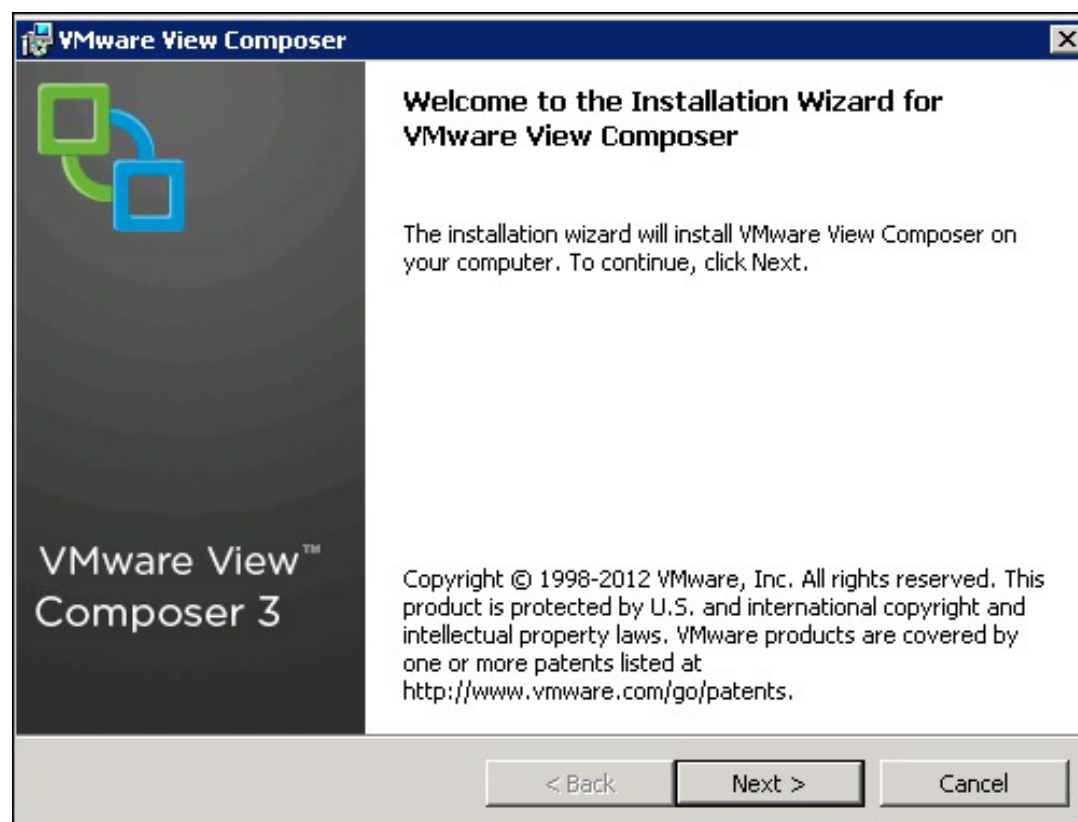 VMware View Composer
Welcome to the Installation Wizard for
VMware View Composer
The installation wizard will install VMware View Composer on
your computer. To continue, click Next.
VMware View™
Composer 3
Copyright © 1998-2012 VMware, Inc. All rights reserved. This
product is protected by U.S. and international copyright and
intellectual property laws. VMware products are covered by
one or more patents listed at
http://www.vmware.com/go/patents.
< Back Next > Cancel